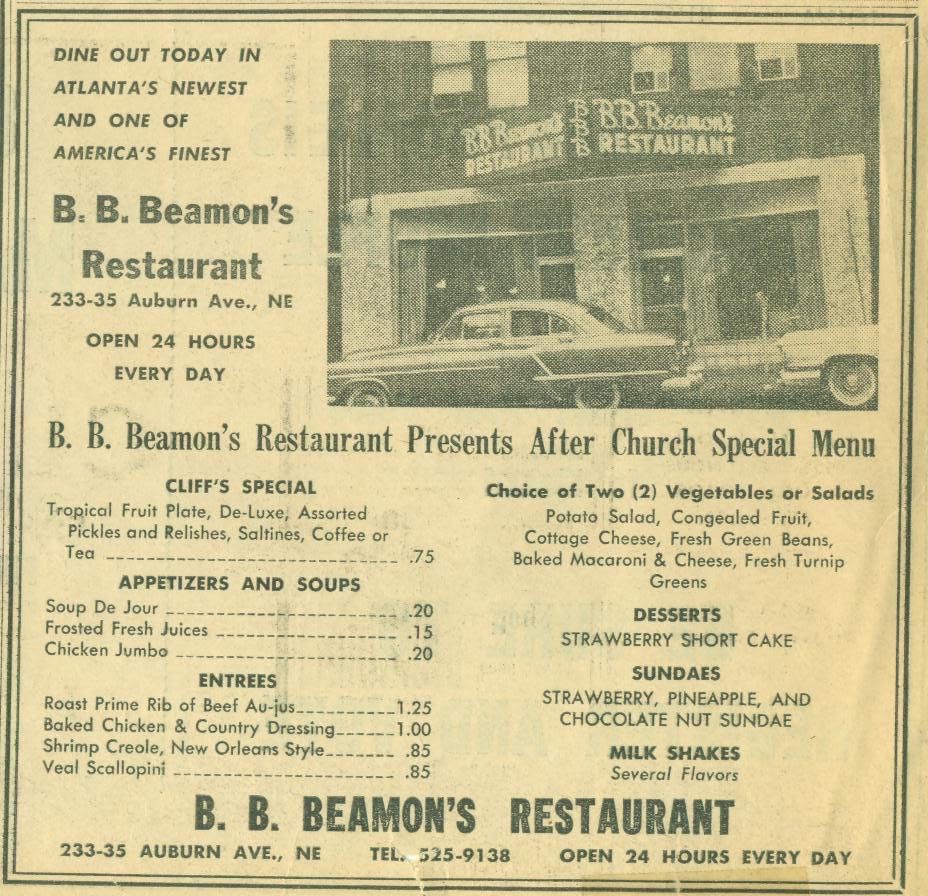 DINE OUT TODAY IN
ATLANTA'S NEWEST
AND ONE OF
AMERICA'S FINEST
B. B. Beamon's
Restaurant
233-35 Auburn Ave., NE
OPEN 24 HOURS
EVERY DAY
BB Beamon's
RESTAURANT
B
B
B
BB Beamon's
RESTAURANT
B. B. Beamon's Restaurant Presents After Church Special Menu
CLIFF'S SPECIAL
Tropical Fruit Plate, De-Luxe, Assorted
Pickles and Relishes, Saltines, Coffee or
Tea .75
APPETIZERS AND SOUPS
Soup De Jour .20
Frosted Fresh Juices .15
Chicken Jumbo .20
ENTREES
Roast Prime Rib of Beef Au-jus 1.25
Baked Chicken & Country Dressing 1.00
Shrimp Creole, New Orleans Style .85
Veal Scallopini .85
Choice of Two (2) Vegetables or Salads
Potato Salad, Congealed Fruit,
Cottage Cheese, Fresh Green Beans,
Baked Macaroni & Cheese, Fresh Turnip
Greens
DESSERTS
STRAWBERRY SHORT CAKE
SUNDAES
STRAWBERRY, PINEAPPLE, AND
CHOCOLATE NUT SUNDAE
MILK SHAKES
Several Flavors
B. B. BEAMON'S RESTAURANT
233-35 AUBURN AVE., NE TEL. 525-9138 OPEN 24 HOURS EVERY DAY